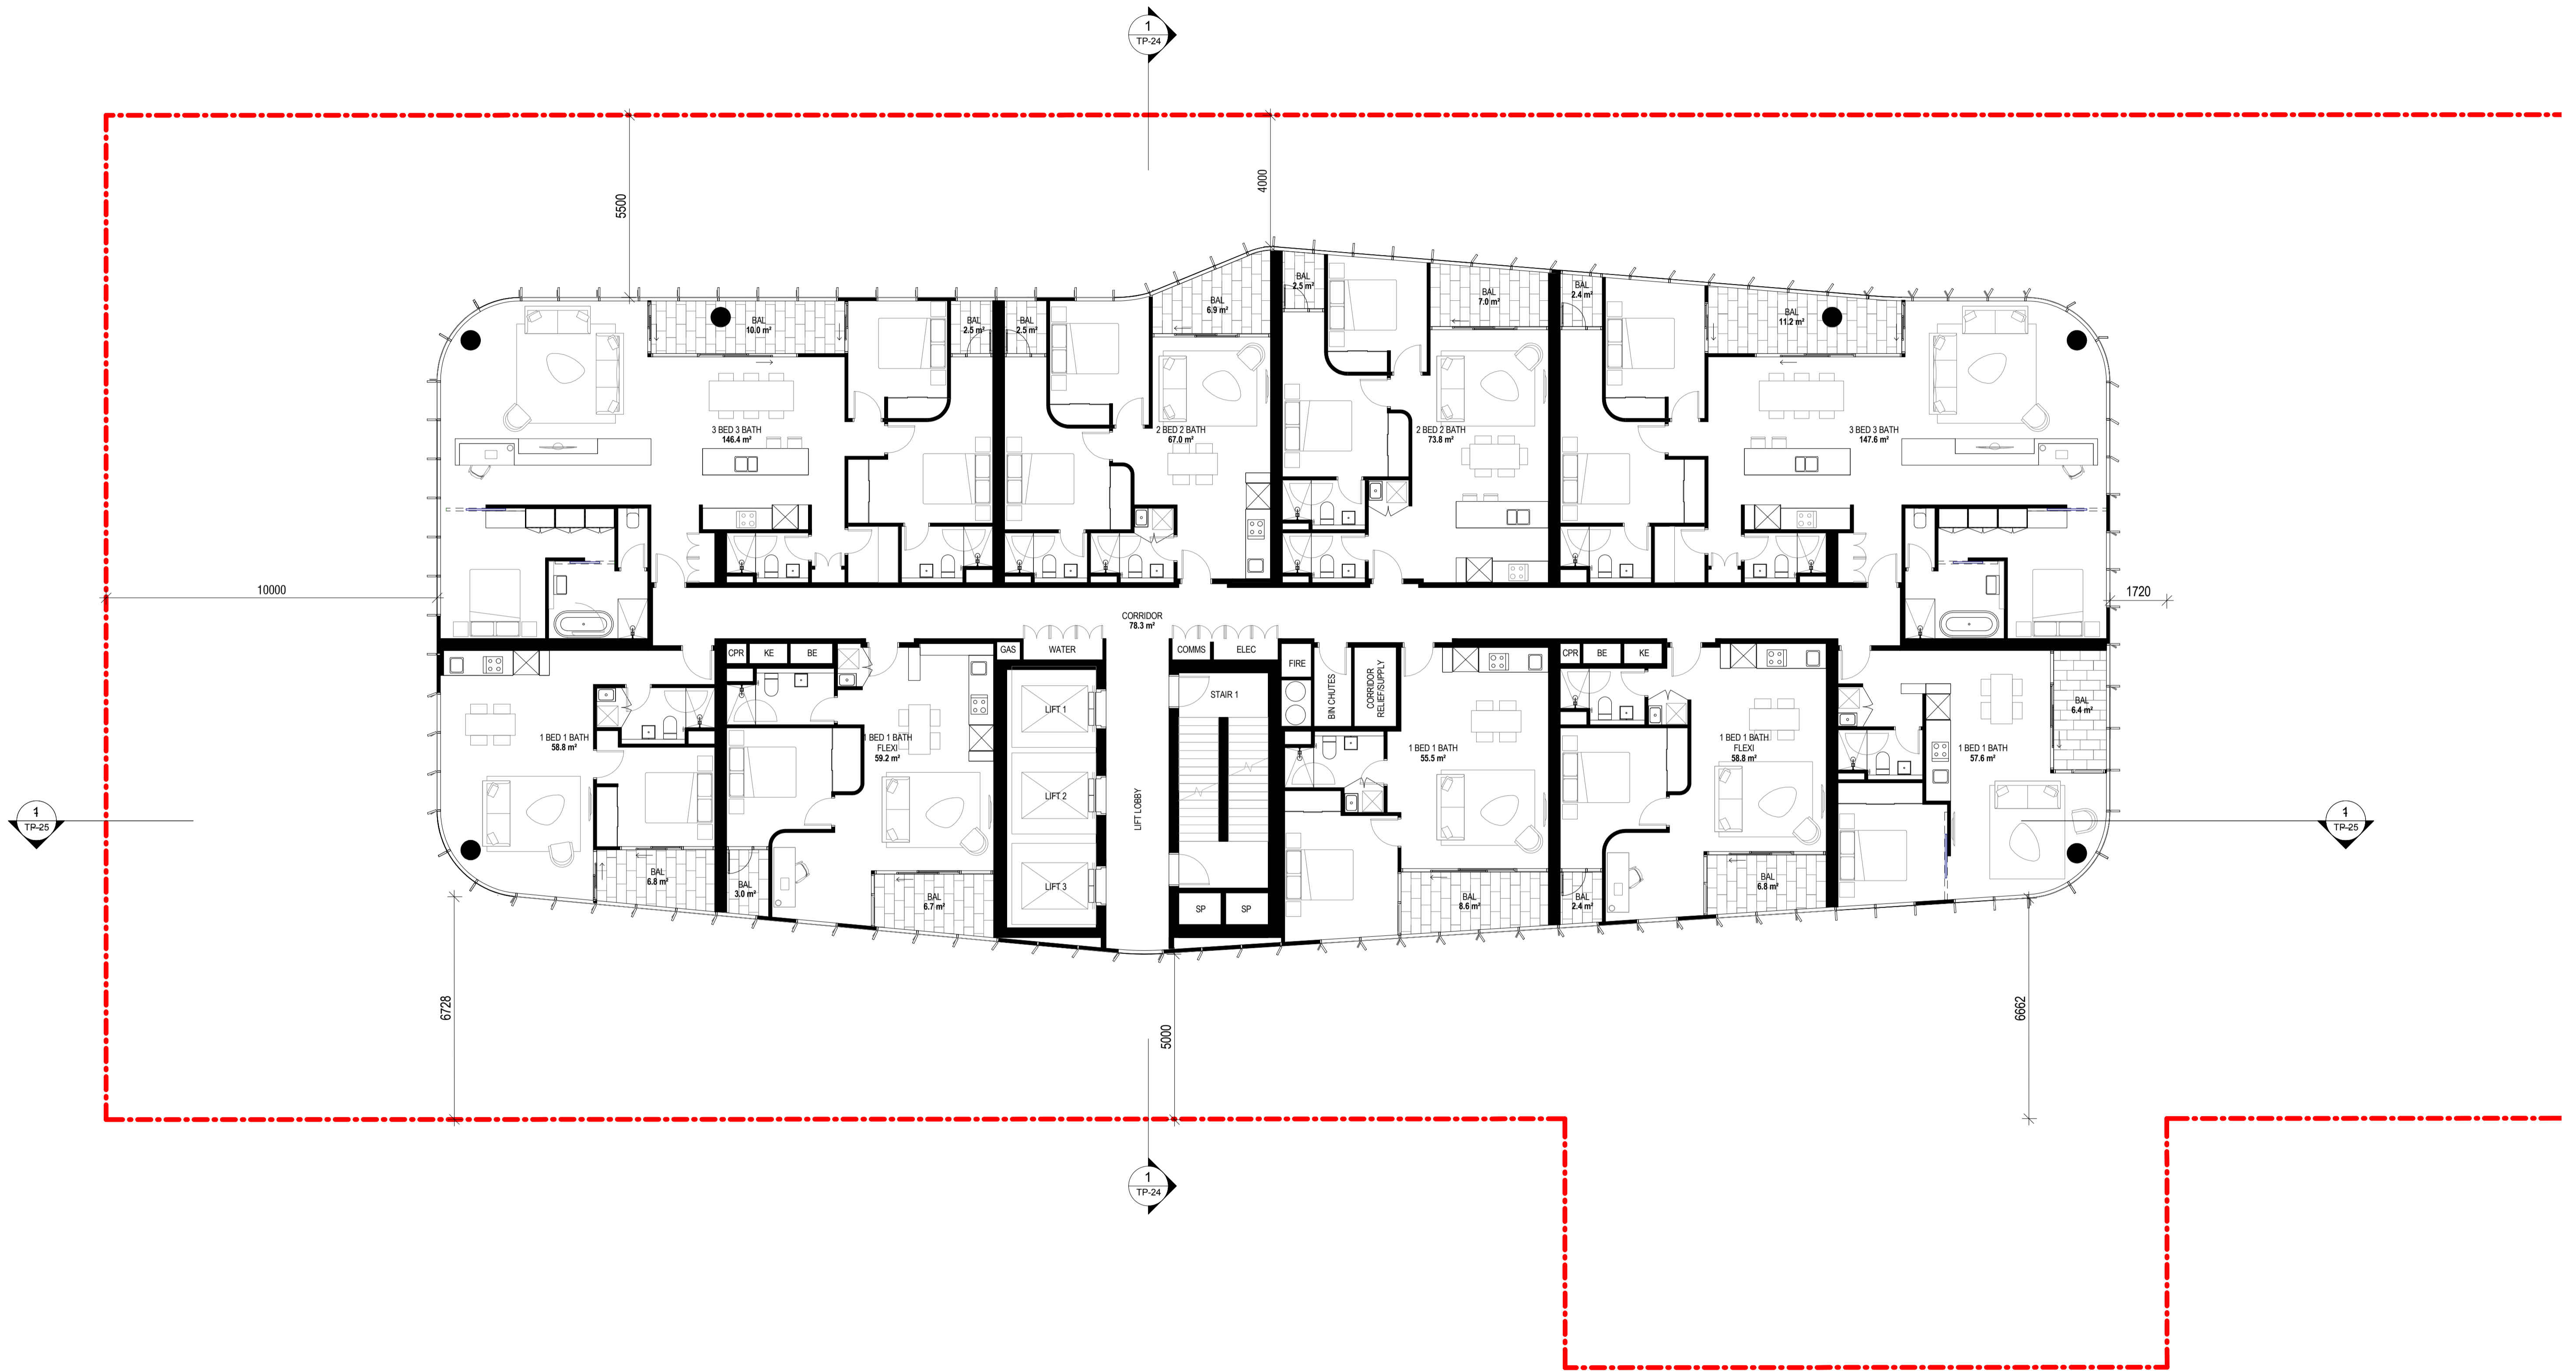 1
TP-24
5500
4000
BAL
2.5 m²
BAL
7.0 m²
BAL
2.4 m²
BAL
6.9 m²
BAL
10.0 m²
BAL
2.5 m²
BAL
2.5 m²
BAL
11.2 m²
3 BED 3 BATH
146.4 m²
2 BED 2 BATH
67.0 m²
2 BED 2 BATH
73.8 m²
3 BED 3 BATH
147.6 m²
10000
1720
CORRIDOR
78.3 m²
CPR
KE
BE
GAS
WATER
COMMS
ELEC
FIRE
BIN CHUTES
CORRIDOR
RELIEF/SUPPLY
CPR
BE
KE
STAIR 1
LIFT 1
LIFT 2
LIFT 3
LIFT LOBBY
SP
SP
1 BED 1 BATH
58.8 m²
1 BED 1 BATH
FLEXI
59.2 m²
1 BED 1 BATH
55.5 m²
1 BED 1 BATH
FLEXI
58.8 m²
1 BED 1 BATH
57.6 m²
BAL
6.4 m²
1
TP-25
1
TP-25
BAL
6.8 m²
BAL
3.0 m²
BAL
6.7 m²
BAL
8.6 m²
BAL
2.4 m²
BAL
6.8 m²
6728
5000
6662
1
TP-24